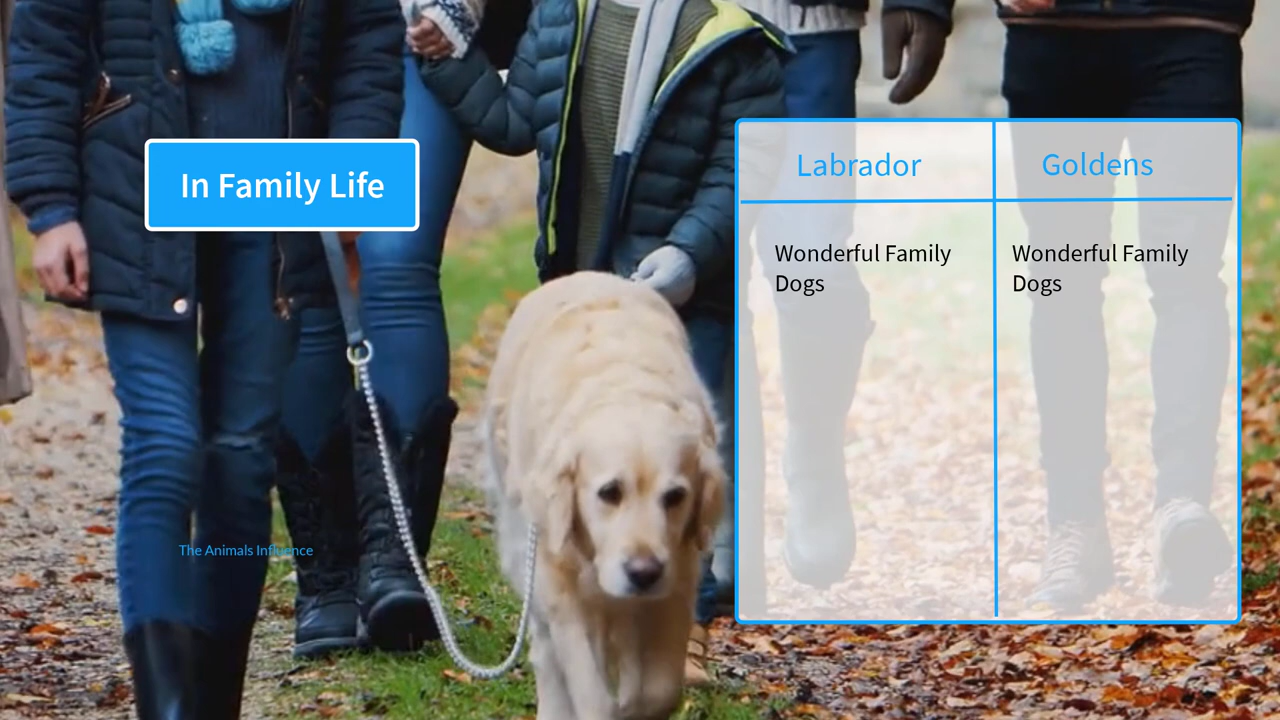 In Family Life
Labrador
Goldens
Wonderful Family
Dogs
Wonderful Family
Dogs
The Animals Influence